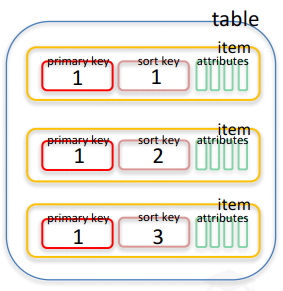 table
item
primary key sort key attributes
1 1
item
primary key sort key attributes
1 2
item
primary key sort key attributes
1 3